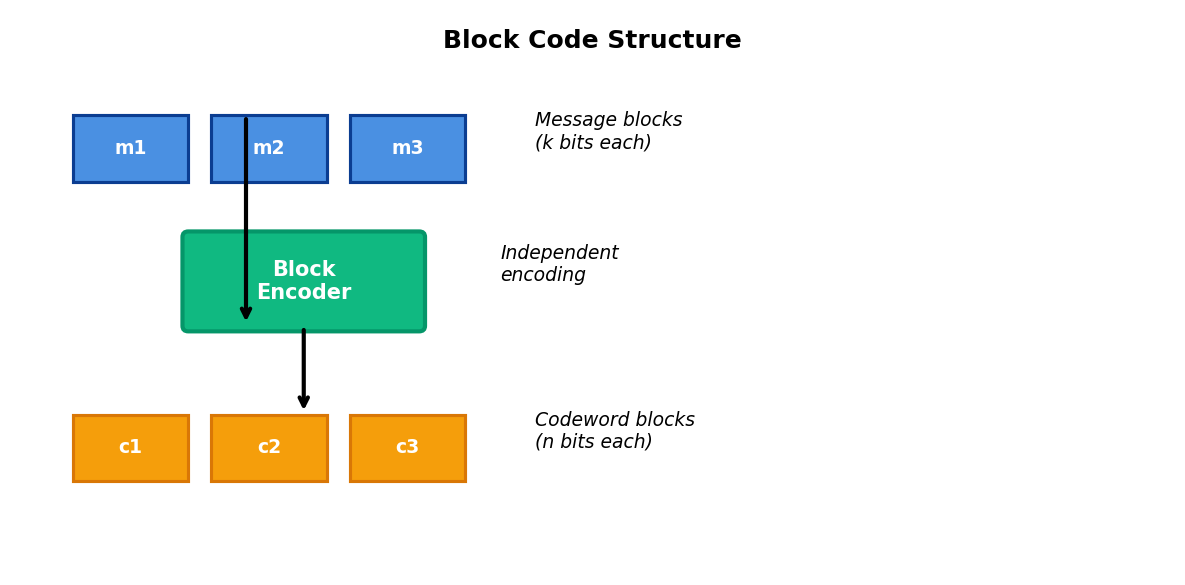 Block Code Structure
m1 m2 m3
Message blocks
(k bits each)
Block
Encoder
Independent
encoding
c1 c2 c3
Codeword blocks
(n bits each)